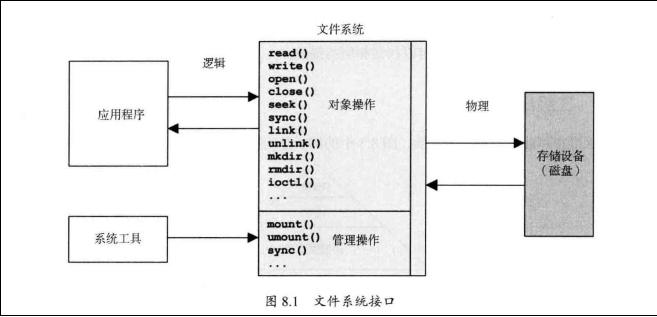 文件系统
逻辑
应用程序
read()
write()
open()
close()
seek()
sync()
link()
unlink()
mkdir()
rmdir()
ioctl()
...
对象操作
物理
存储设备
（磁盘）
系统工具
mount()
umount()
sync()
...
管理操作
图 8.1 文件系统接口